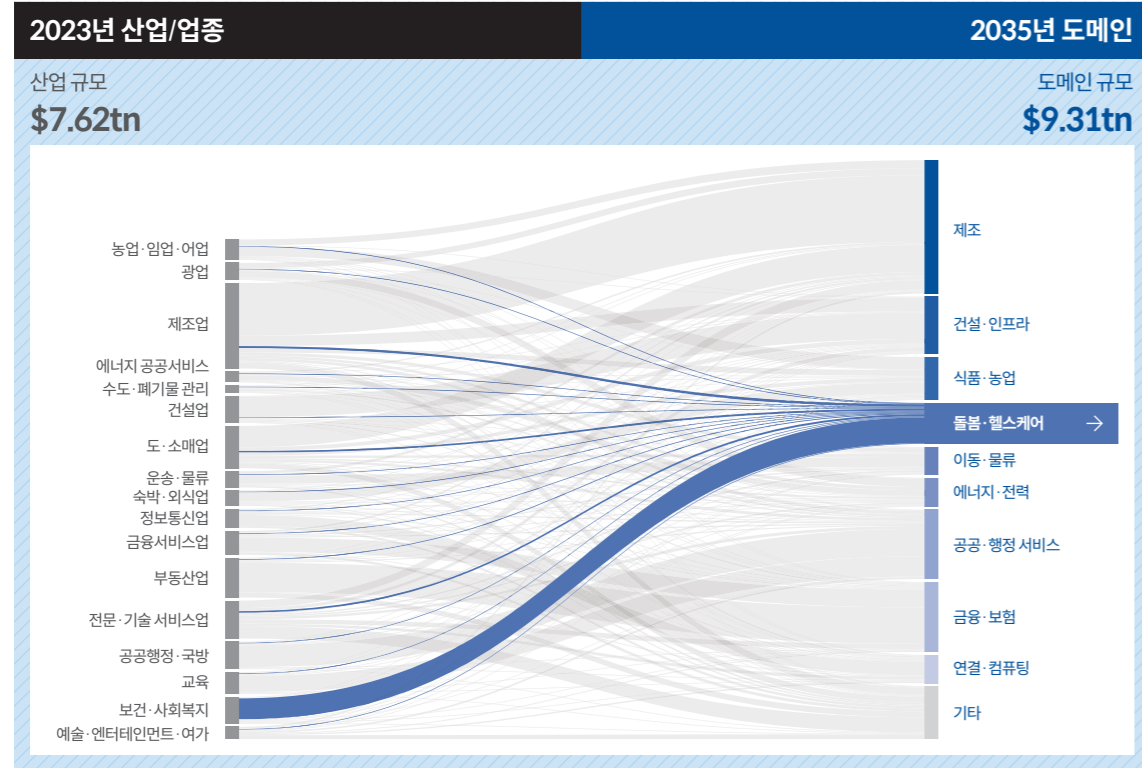 2023년 산업/업종
2035년 도메인
산업 규모
$7.62tn
도메인 규모
$9.31tn
농업·임업·어업
광업
제조업
에너지 공공서비스
수도·폐기물 관리
건설업
도·소매업
운송·물류
숙박·외식업
정보통신업
금융서비스업
부동산업
전문·기술 서비스업
공공행정·국방
교육
보건·사회복지
예술·엔터테인먼트·여가
제조
건설·인프라
식품·농업
돌봄·헬스케어 →
이동·물류
에너지·전력
공공·행정 서비스
금융·보험
연결·컴퓨팅
기타